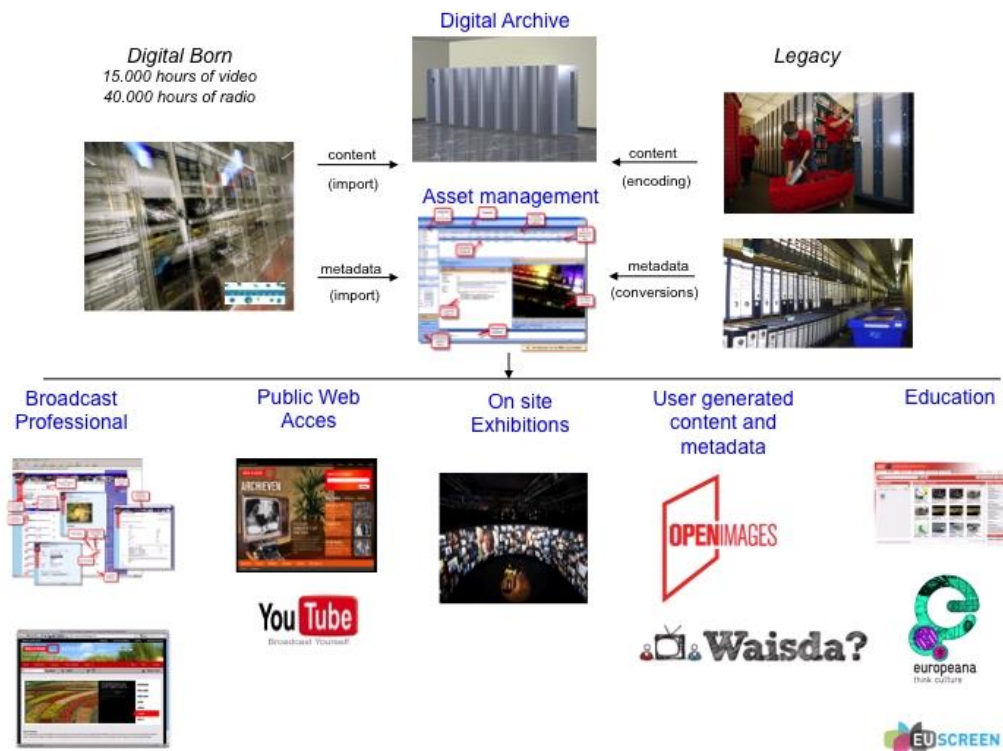 Digital Archive
Digital Born
15.000 hours of video
40.000 hours of radio
Legacy
content
(import)
content
(encoding)
Asset management
metadata
(import)
metadata
(conversions)
Broadcast
Professional
Public Web
Acces
On site
Exhibitions
User generated
content and
metadata
Education
ARCHIEVEN
OPENIMAGES
YouTube
Broadcast Yourself
Waisda?
europeana
think culture
EUSCREEN